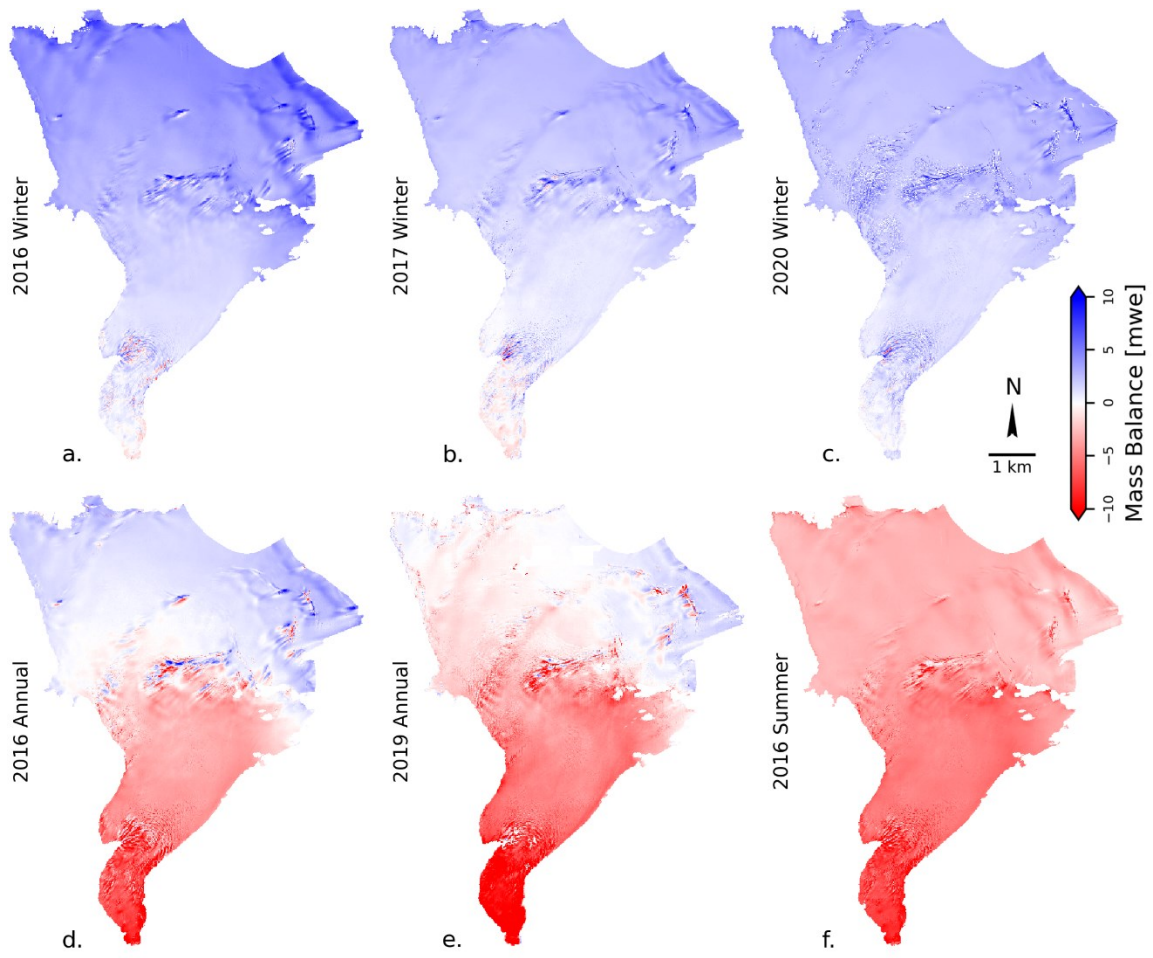 2016 Winter
2017 Winter
2020 Winter
a.
b.
c.
N
1 km
10
5
0
−5
−10
Mass Balance [mwe]
2016 Annual
2019 Annual
2016 Summer
d.
e.
f.